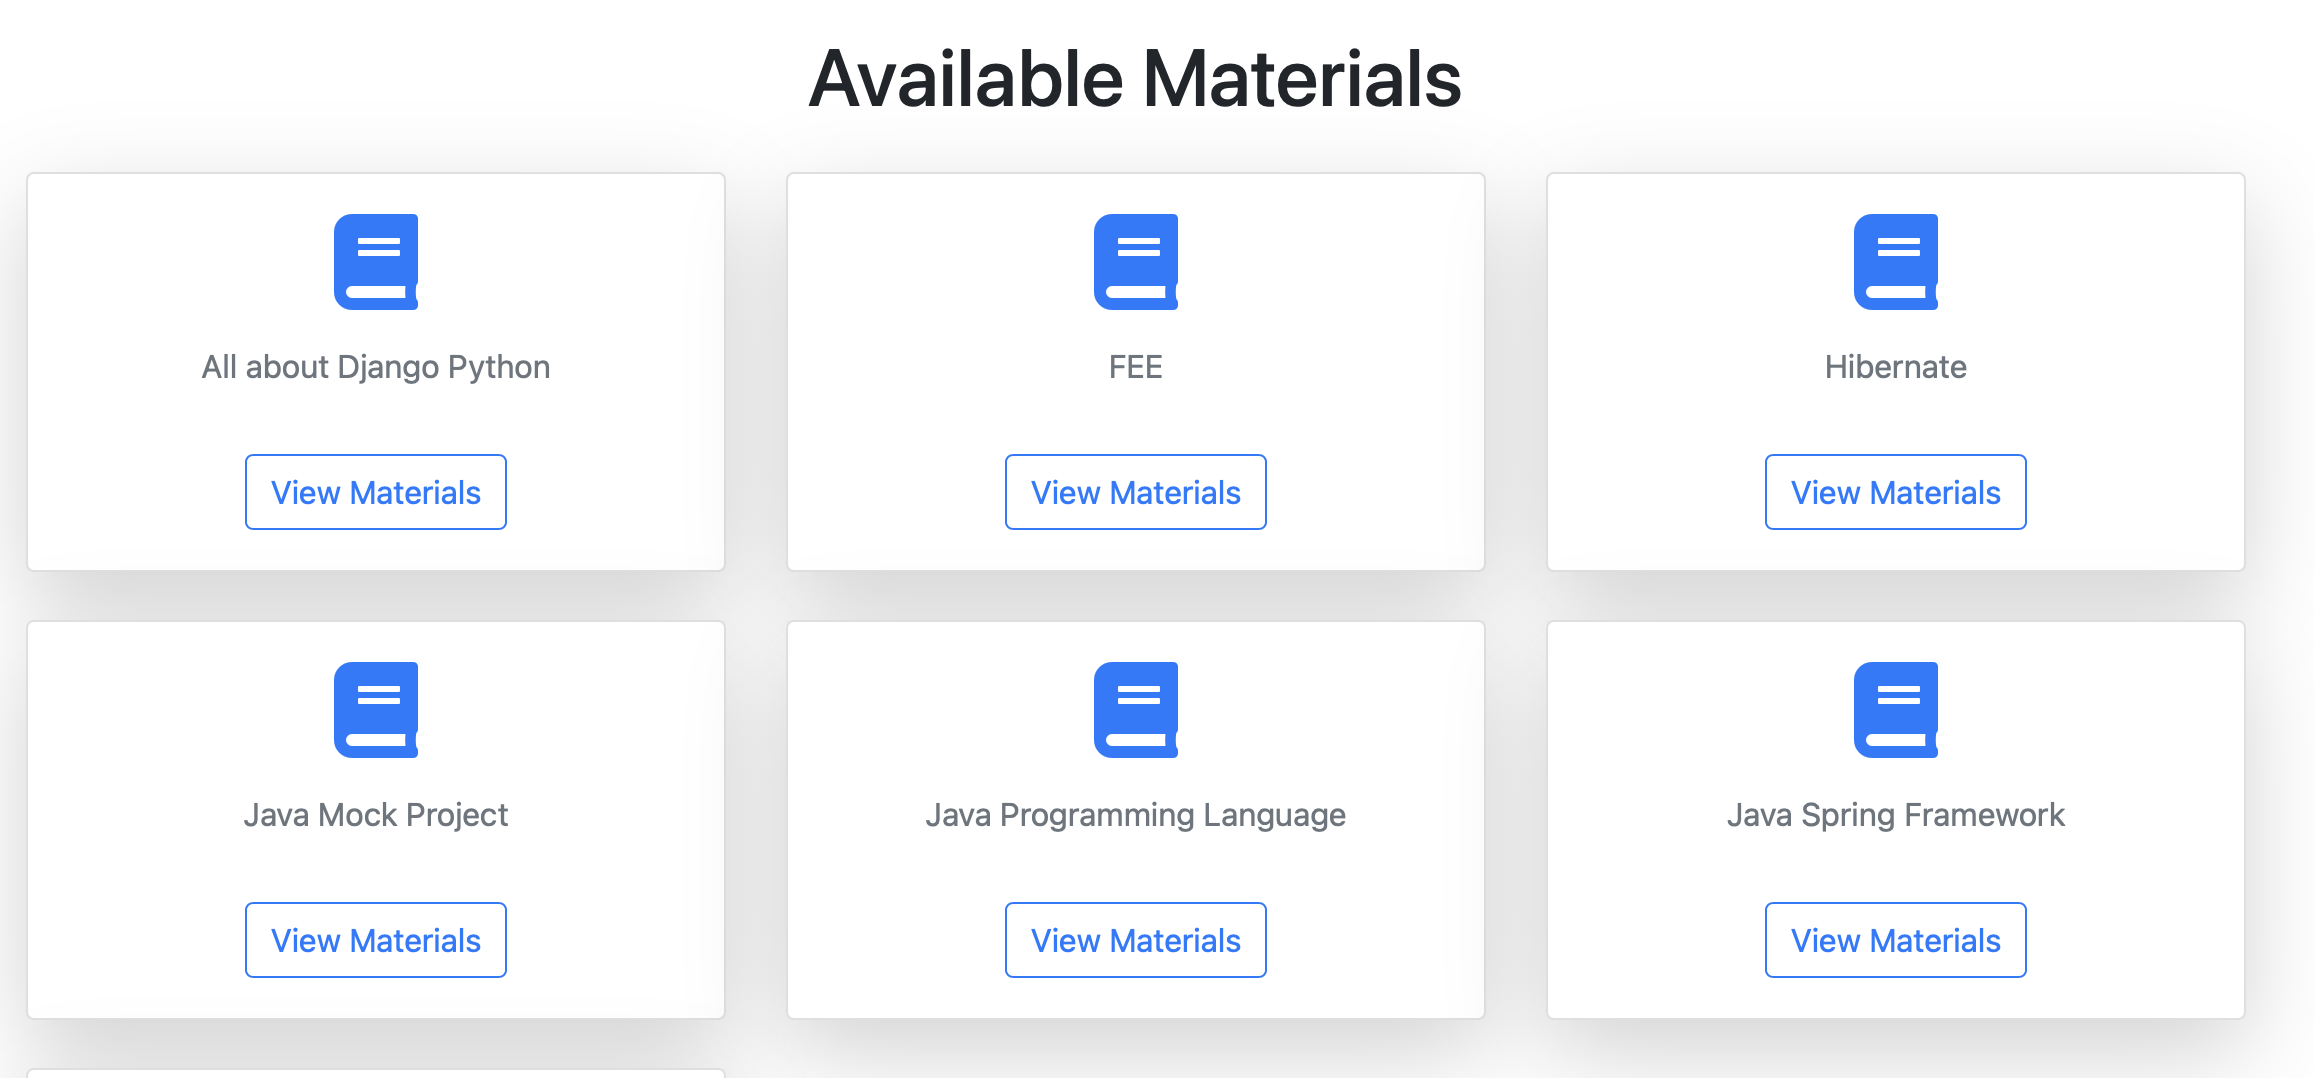 Available Materials
All about Django Python
FEE
Hibernate
View Materials
View Materials
View Materials
Java Mock Project
Java Programming Language
Java Spring Framework
View Materials
View Materials
View Materials